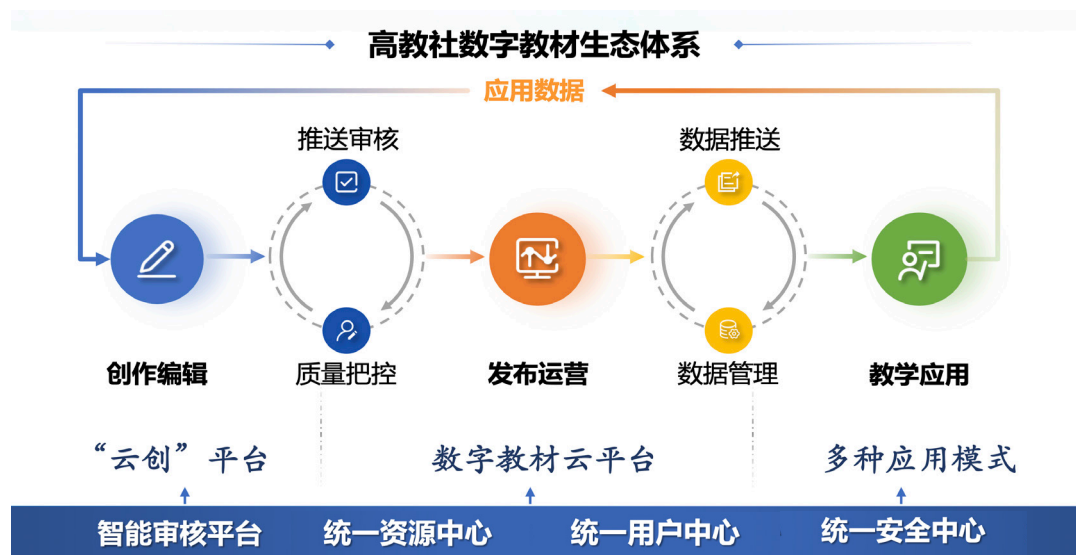 高教社数字教材生态体系
应用数据
推送审核
数据推送
创作编辑
质量把控
发布运营
数据管理
教学应用
“云创”平台
数字教材云平台
多种应用模式
智能审核平台
统一资源中心
统一用户中心
统一安全中心